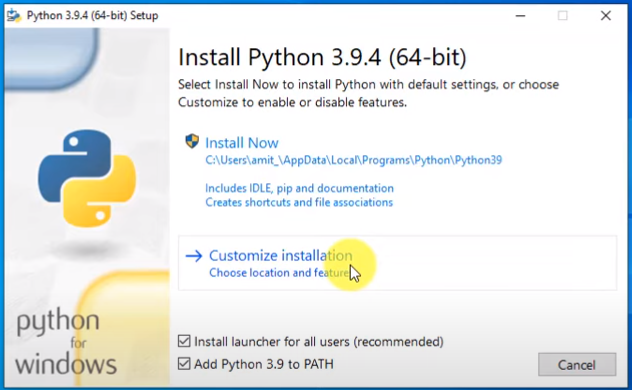 Python 3.9.4 (64-bit) Setup
Install Python 3.9.4 (64-bit)
Select Install Now to install Python with default settings, or choose
Customize to enable or disable features.
Install Now
C:\Users\amit_\AppData\Local\Programs\Python\Python39
Includes IDLE, pip and documentation
Creates shortcuts and file associations
Customize installation
Choose location and features
Install launcher for all users (recommended)
Add Python 3.9 to PATH
python
for
windows
Cancel